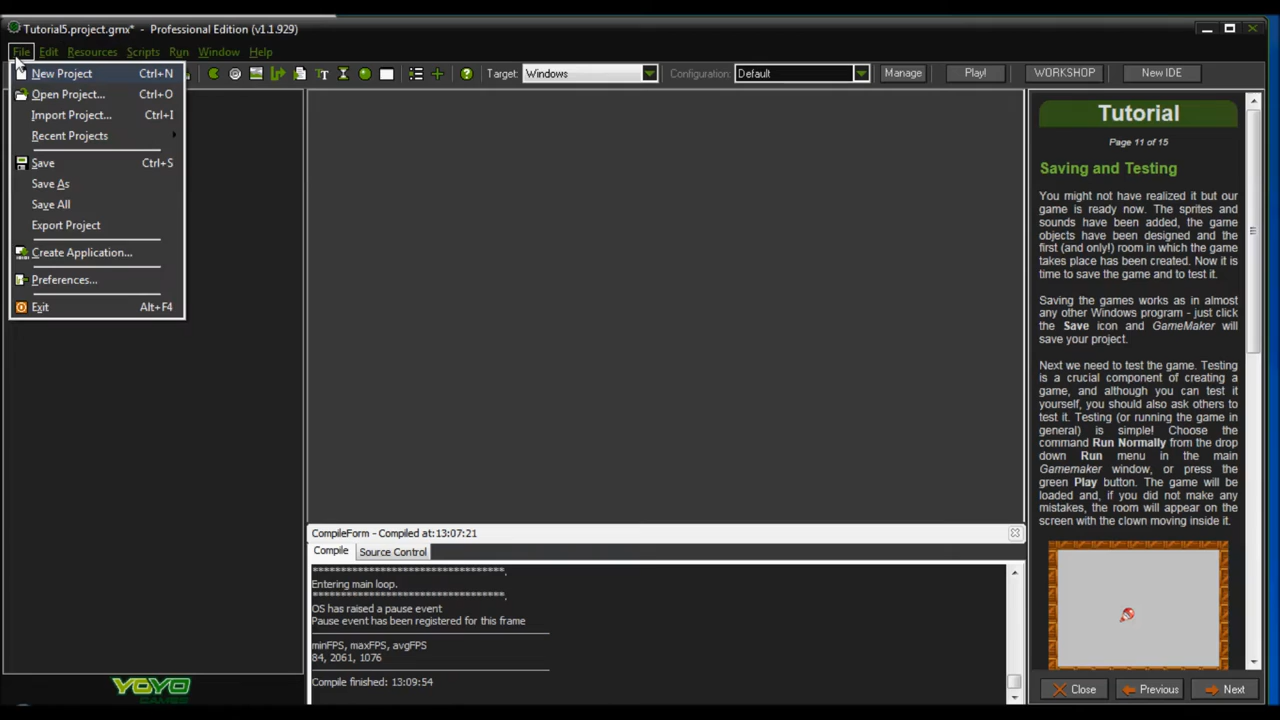 Tutorial5.project.gmx* - Professional Edition (v1.1.929)
File Edit Resources Scripts Run Window Help
Target: Windows Configuration: Default Manage Play! WORKSHOP New IDE
New Project Ctrl+N
Open Project... Ctrl+O
Import Project... Ctrl+I
Recent Projects
Save Ctrl+S
Save As
Save All
Export Project
Create Application...
Preferences...
Exit Alt+F4
YOYO
GAMES
CompileForm - Compiled at:13:07:21
Compile Source Control
***********************************.
Entering main loop.
***********************************.
OS has raised a pause event
Pause event has been registered for this frame
minFPS, maxFPS, avgFPS
84, 2061, 1076
Compile finished: 13:09:54
Tutorial
Page 11 of 15
Saving and Testing
You might not have realized it but our
game is ready now. The sprites and
sounds have been added, the game
objects have been designed and the
first (and only!) room in which the game
takes place has been created. Now it is
time to save the game and to test it.
Saving the games works as in almost
any other Windows program - just click
the Save icon and GameMaker will
save your project.
Next we need to test the game. Testing
is a crucial component of creating a
game, and although you can test it
yourself, you should also ask others to
test it. Testing (or running the game in
general) is simple! Choose the
command Run Normally from the drop
down Run menu in the main
Gamemaker window, or press the
green Play button. The game will be
loaded and, if you did not make any
mistakes, the room will appear on the
screen with the clown moving inside it.
Close Previous Next